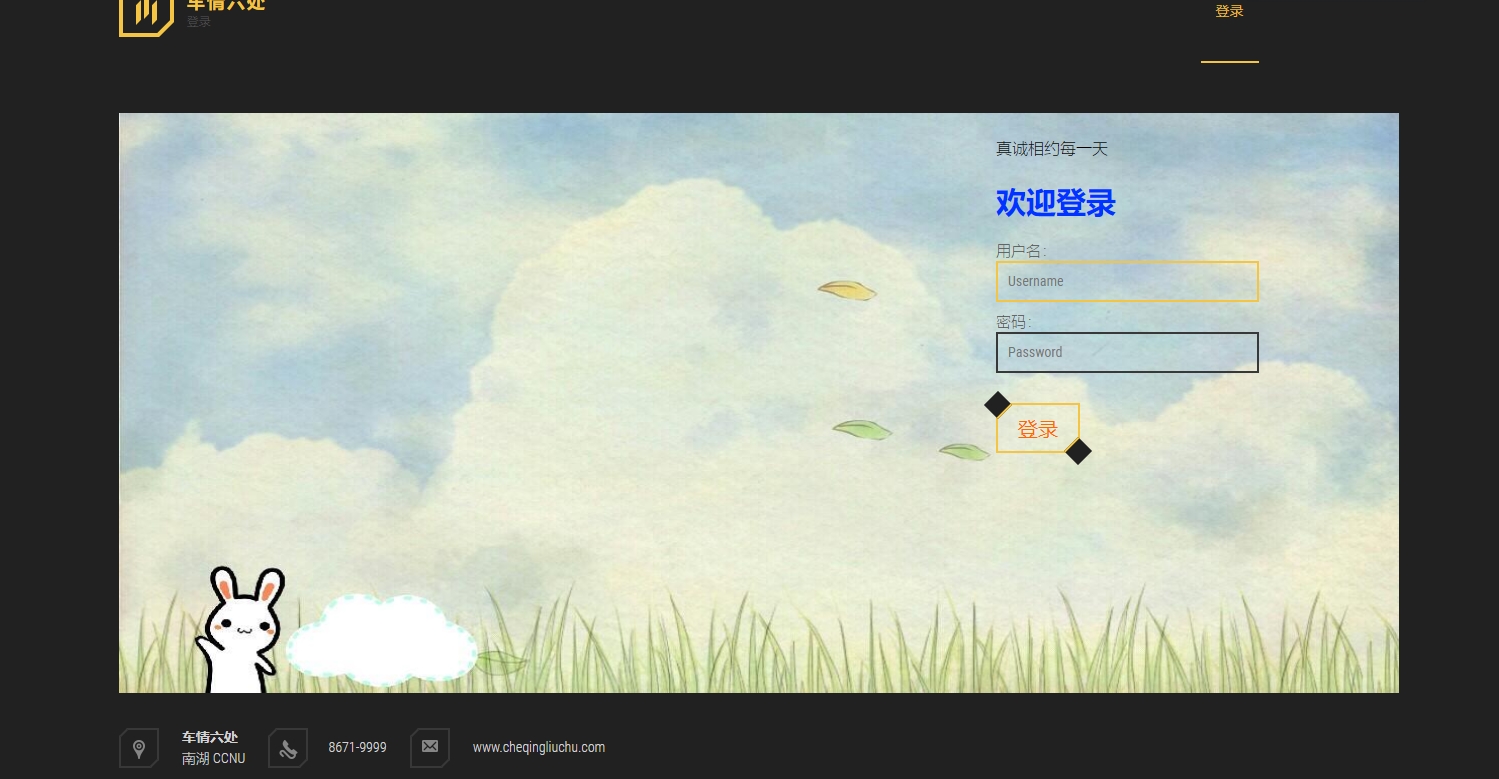 车情六处
登录
登录
真诚相约每一天
欢迎登录
用户名:
Username
密码:
Password
登录
车情六处
南湖 CCNU
8671-9999
www.cheqingliuchu.com